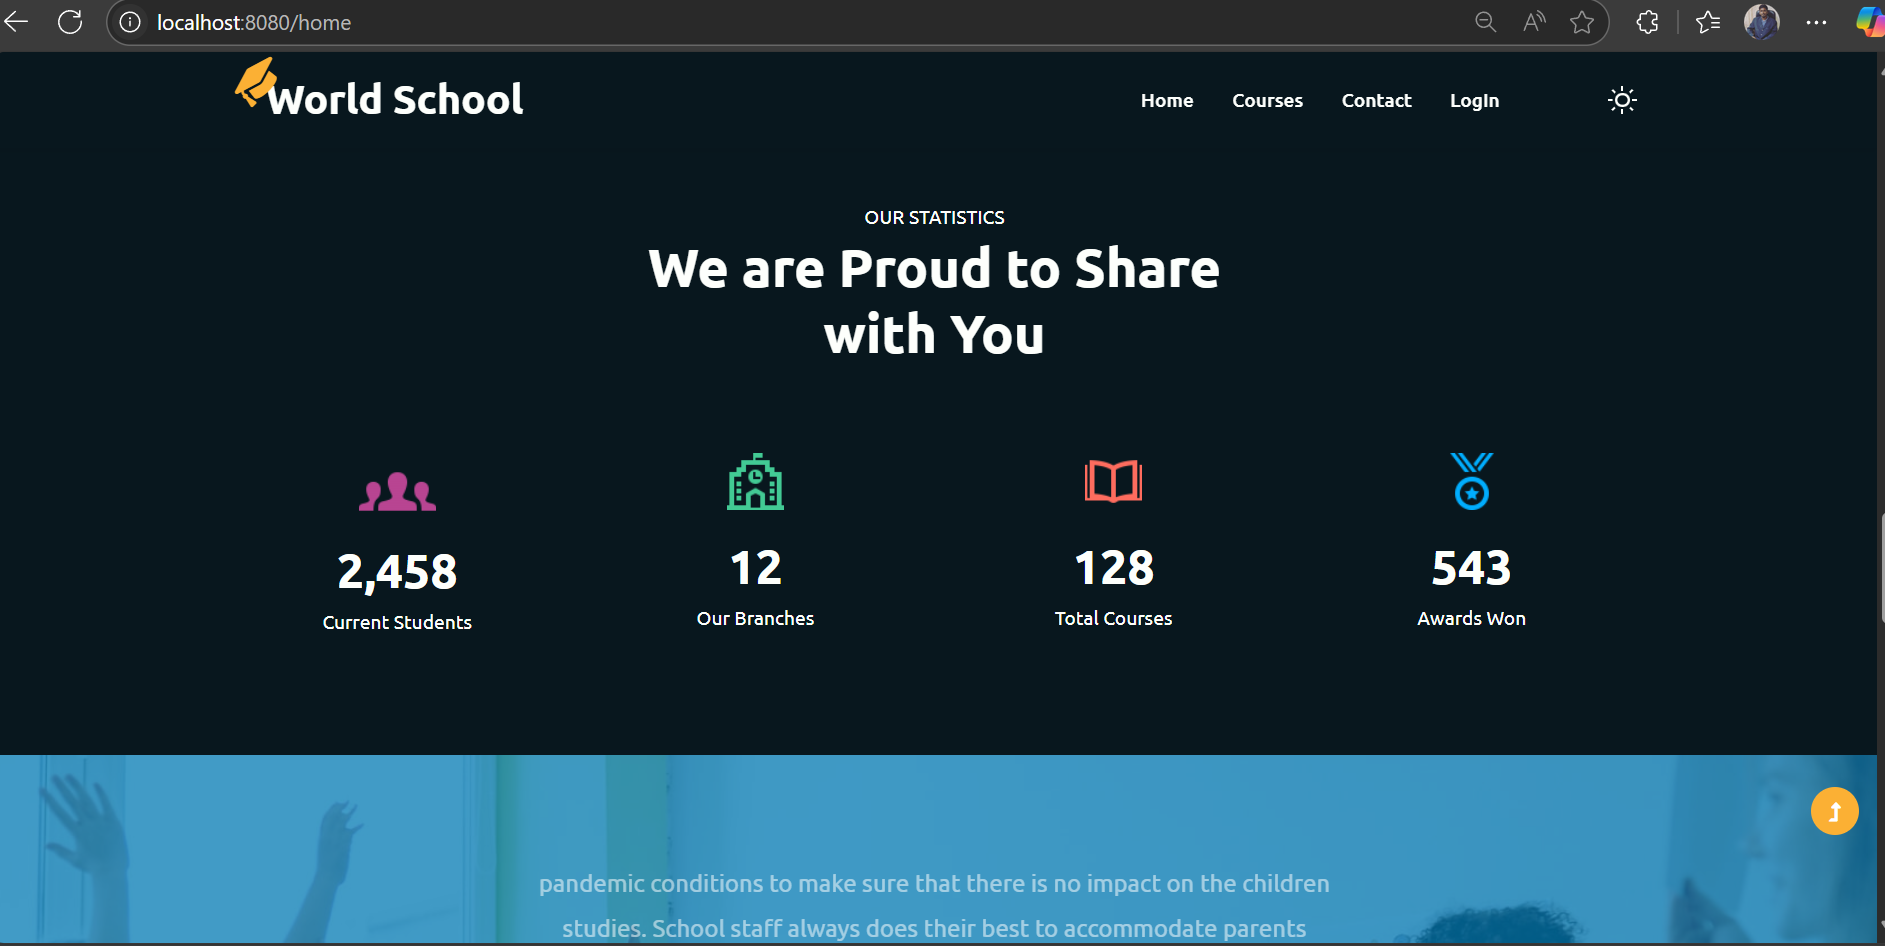 localhost:8080/home
World School
Home Courses Contact LogIn
OUR STATISTICS
We are Proud to Share
with You
2,458 12 128 543
Current Students Our Branches Total Courses Awards Won
pandemic conditions to make sure that there is no impact on the children
studies. School staff always does their best to accommodate parents